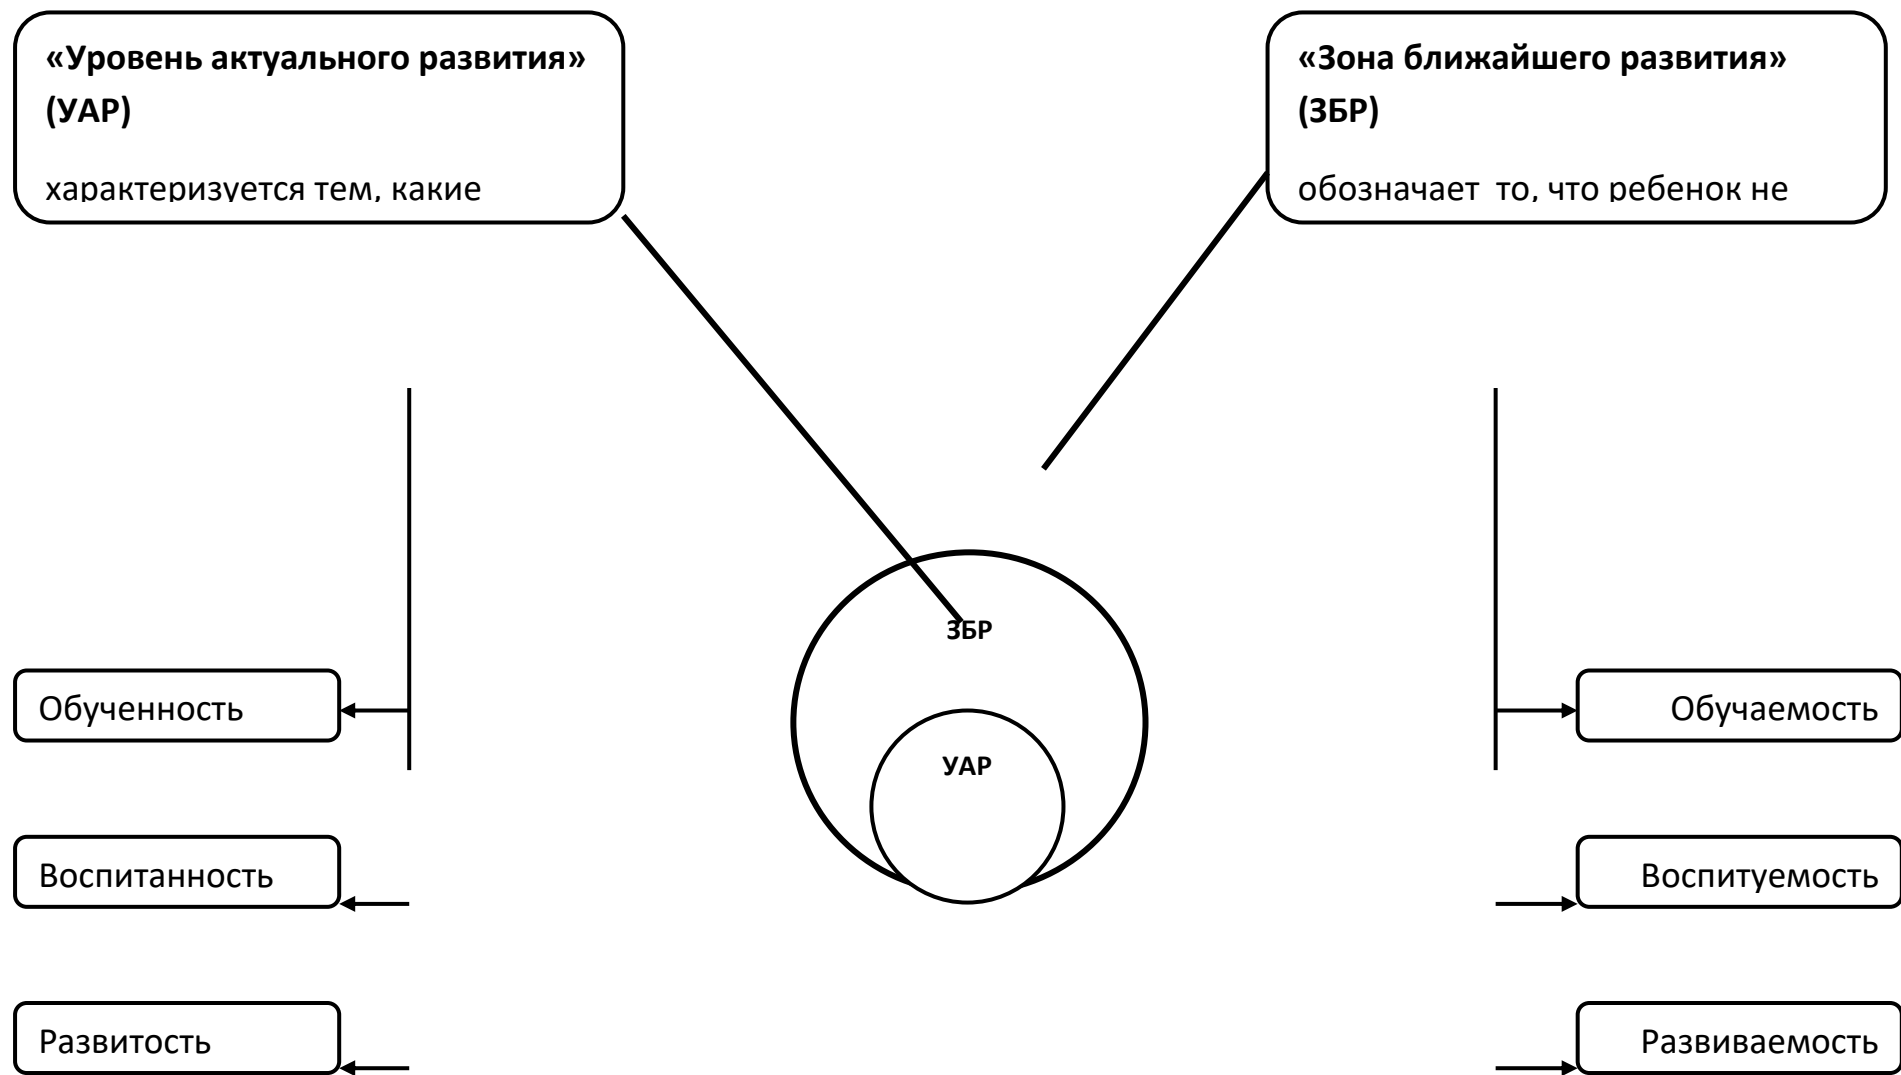 «Уровень актуального развития»
(УАР)
характеризуется тем, какие
«Зона ближайшего развития»
(ЗБР)
обозначает  то, что ребенок не
ЗБР
УАР
Обученность
Воспитанность
Развитость
Обучаемость
Воспитуемость
Развиваемость